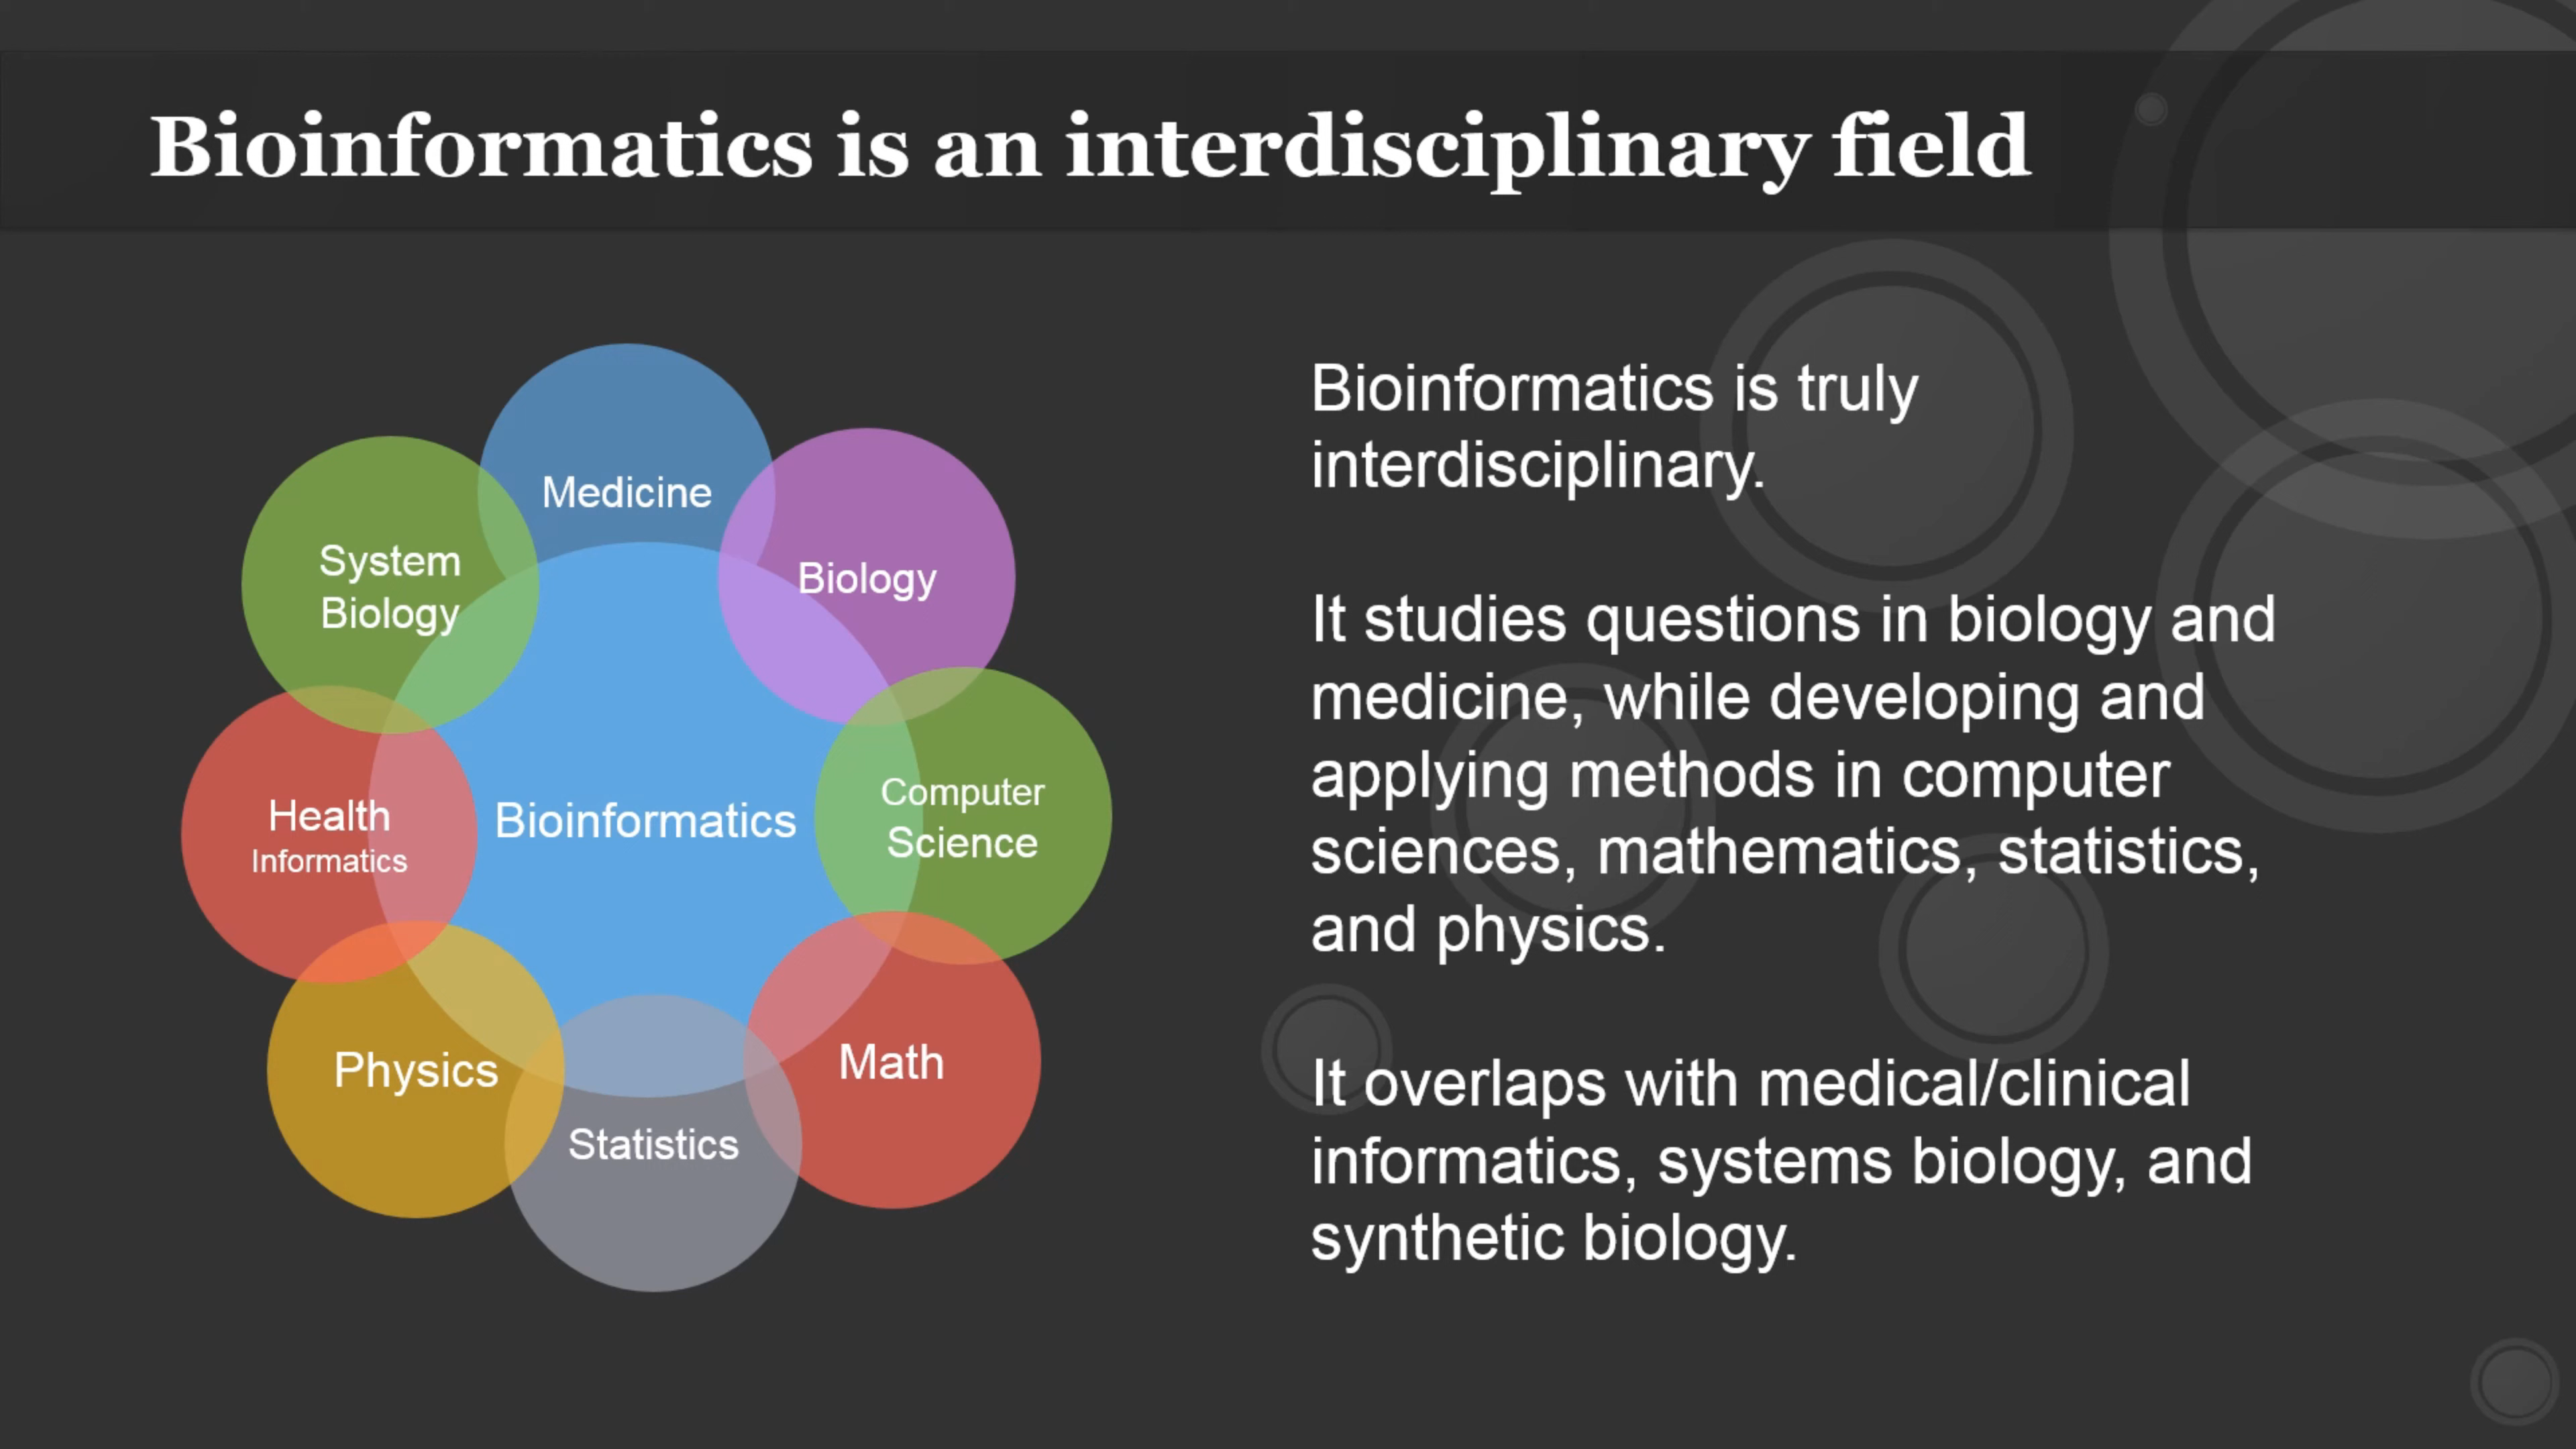 Bioinformatics is an interdisciplinary field
Medicine
System
Biology
Biology
Health
Informatics
Bioinformatics
Computer
Science
Physics
Math
Statistics
Bioinformatics is truly
interdisciplinary.
It studies questions in biology and
medicine, while developing and
applying methods in computer
sciences, mathematics, statistics,
and physics.
It overlaps with medical/clinical
informatics, systems biology, and
synthetic biology.